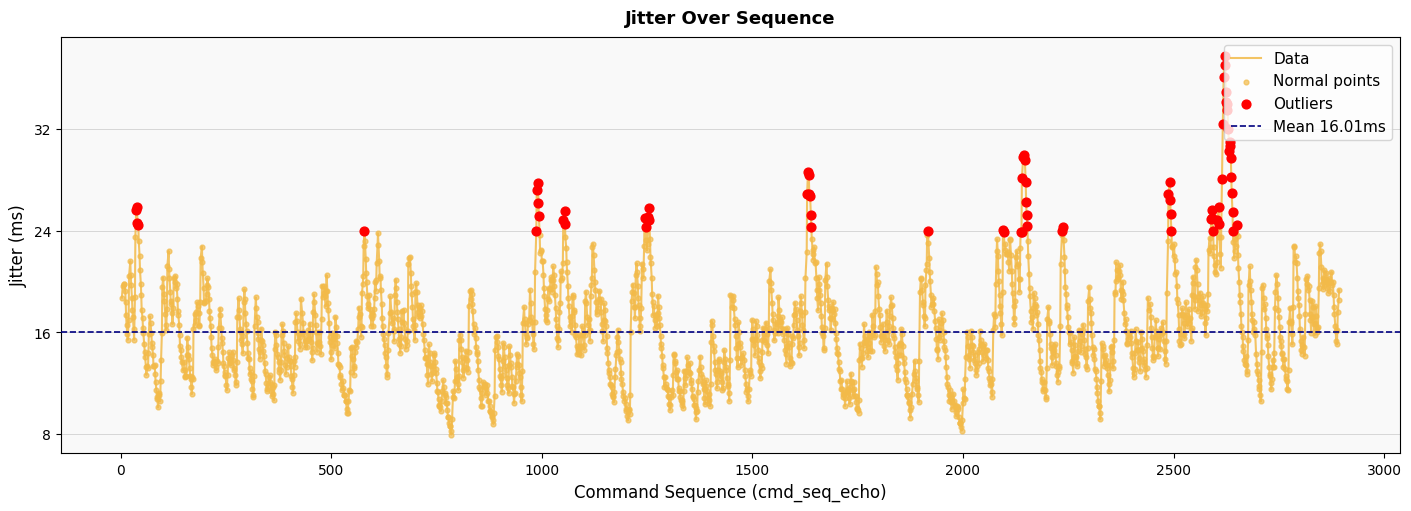 Jitter Over Sequence
Data
Normal points
Outliers
Mean 16.01ms
Jitter (ms)
32
24
16
8
0
500
1000
1500
2000
2500
3000
Command Sequence (cmd_seq_echo)